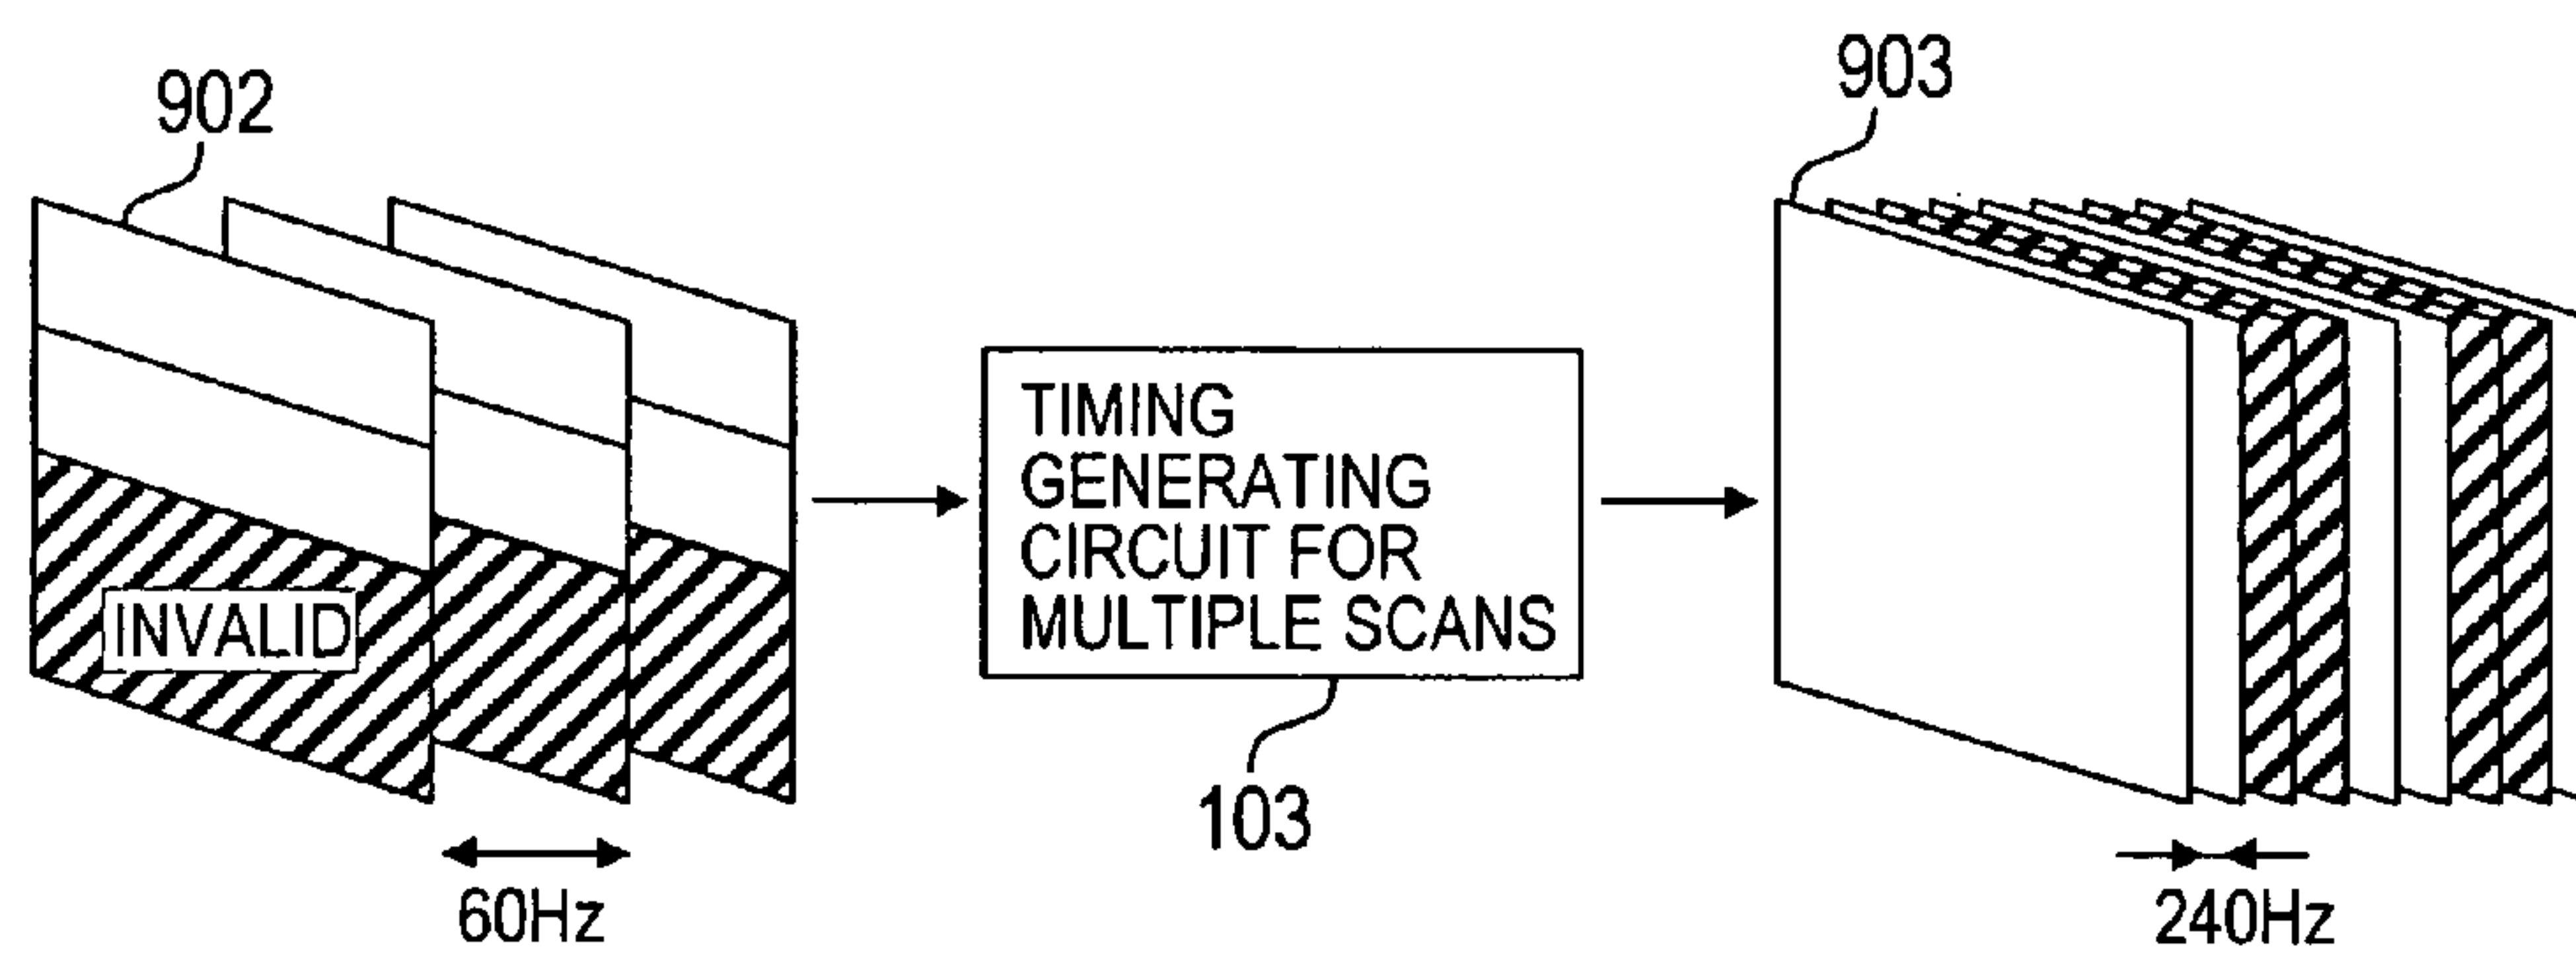 902
903
INVALID
TIMING
GENERATING
CIRCUIT FOR
MULTIPLE SCANS
103
60Hz
240Hz